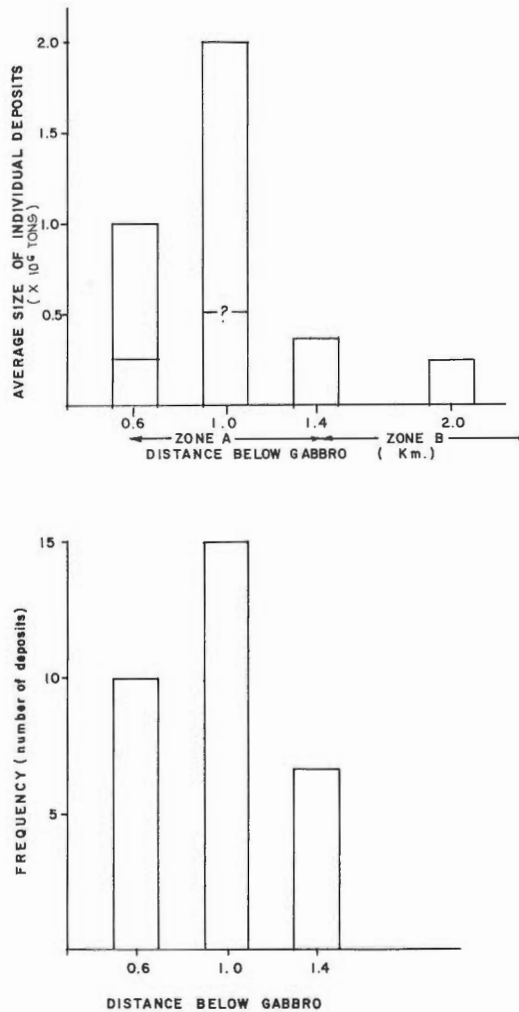 AVERAGE SIZE OF INDIVIDUAL DEPOSITS
(X 10⁶ TONS)
2.0
1.5
1.0
0.5
?
0.6 1.0 1.4 2.0
ZONE A ZONE B
DISTANCE BELOW GABBRO ( Km.)
FREQUENCY (number of deposits)
15
10
5
0.6 1.0 1.4
DISTANCE BELOW GABBRO